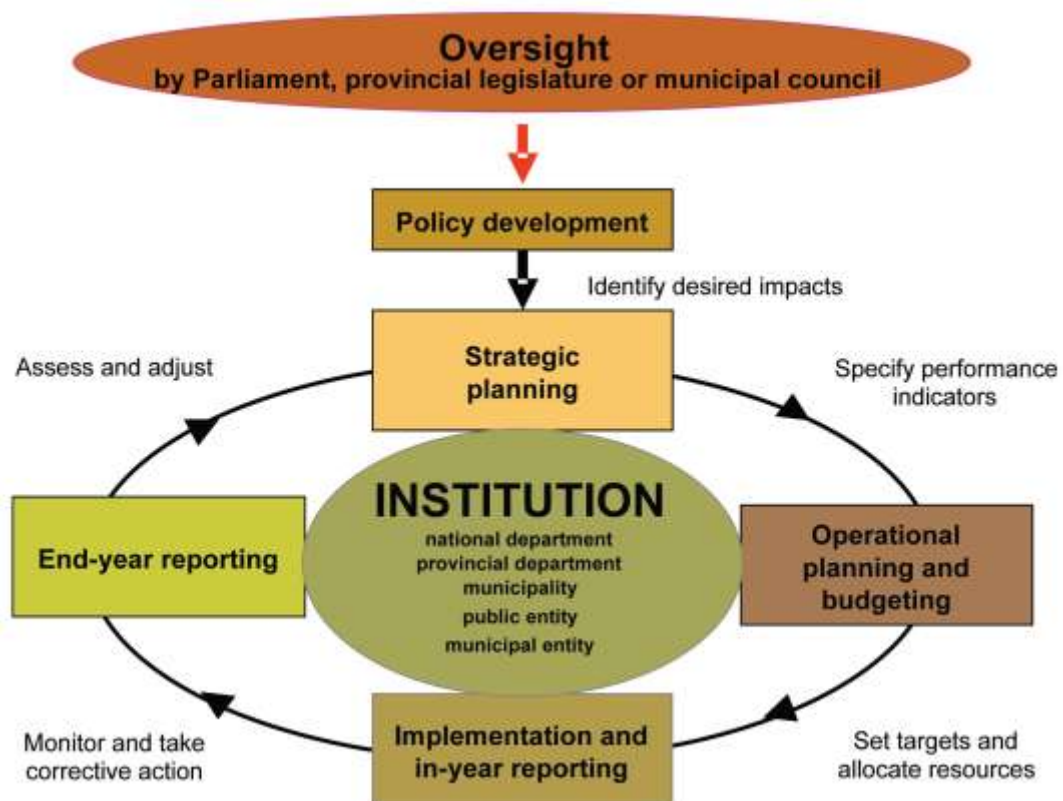 Oversight
by Parliament, provincial legislature or municipal council
Policy development
Identify desired impacts
Strategic
planning
Assess and adjust
Specify performance
indicators
INSTITUTION
national department
provincial department
municipality
public entity
municipal entity
End-year reporting
Operational
planning and
budgeting
Implementation and
in-year reporting
Monitor and take
corrective action
Set targets and
allocate resources